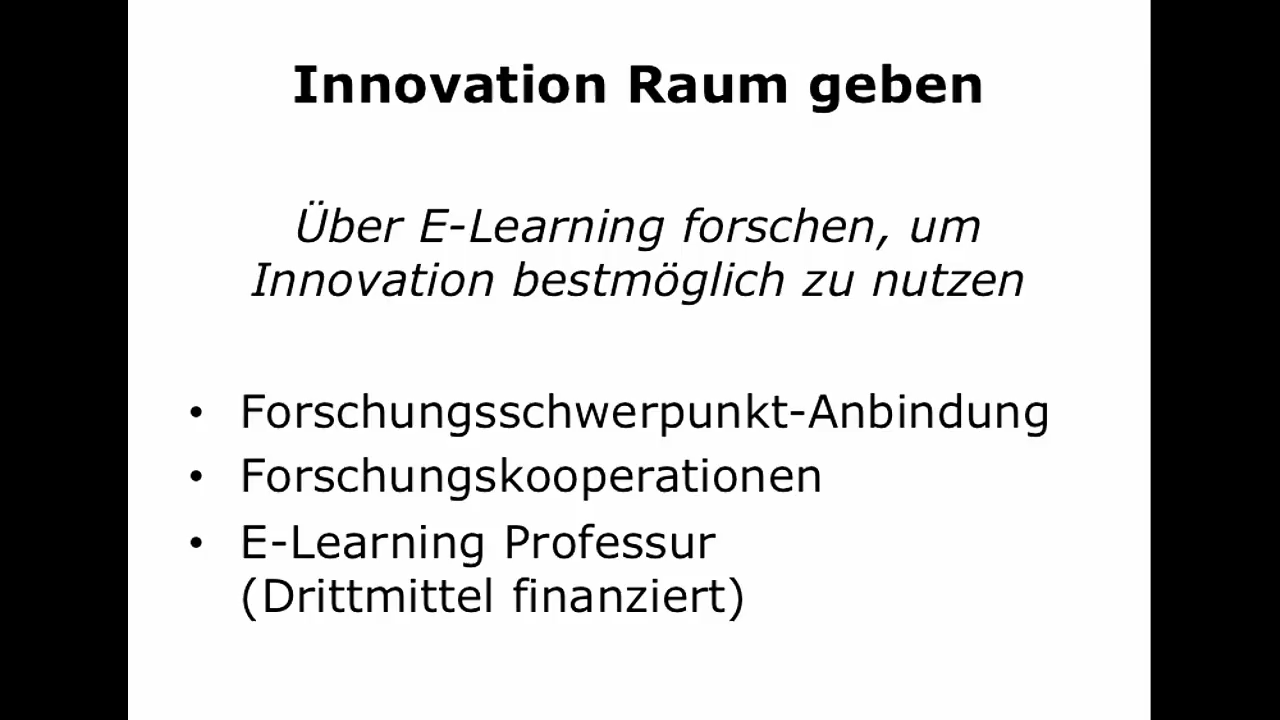 Innovation Raum geben
Über E-Learning forschen, um
Innovation bestmöglich zu nutzen
• Forschungsschwerpunkt-Anbindung
• Forschungskooperationen
• E-Learning Professur
(Drittmittel finanziert)